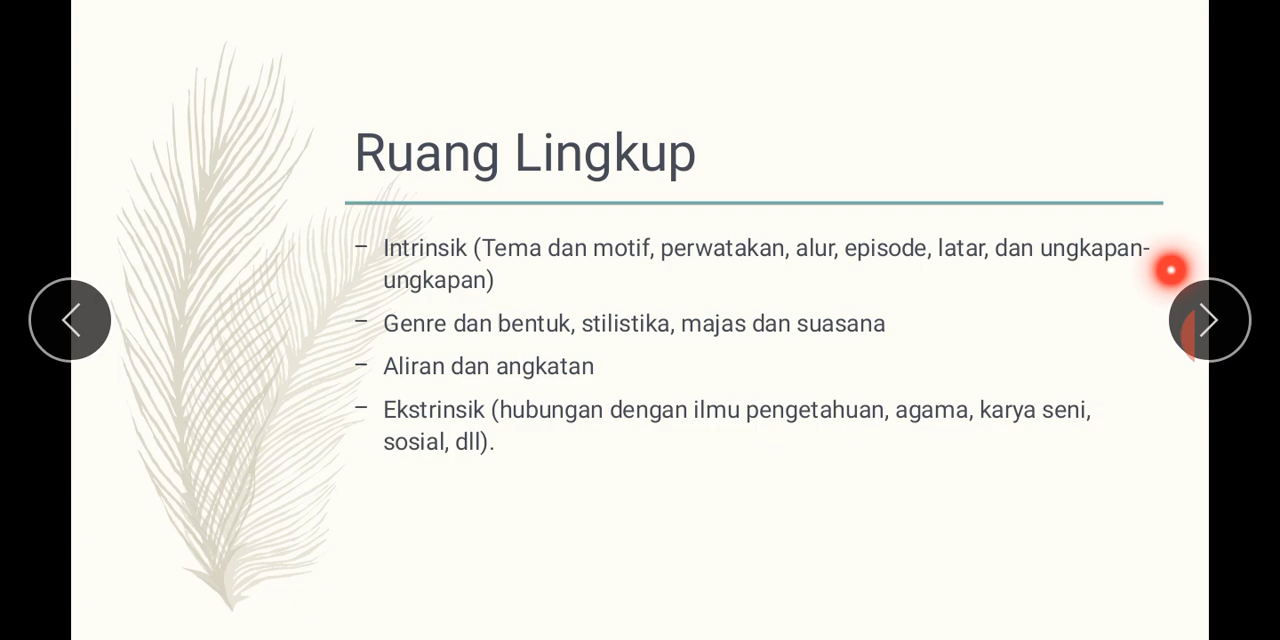 Ruang Lingkup
– Intrinsik (Tema dan motif, perwatakan, alur, episode, latar, dan ungkapan-
ungkapan)
– Genre dan bentuk, stilistika, majas dan suasana
– Aliran dan angkatan
– Ekstrinsik (hubungan dengan ilmu pengetahuan, agama, karya seni,
sosial, dll).